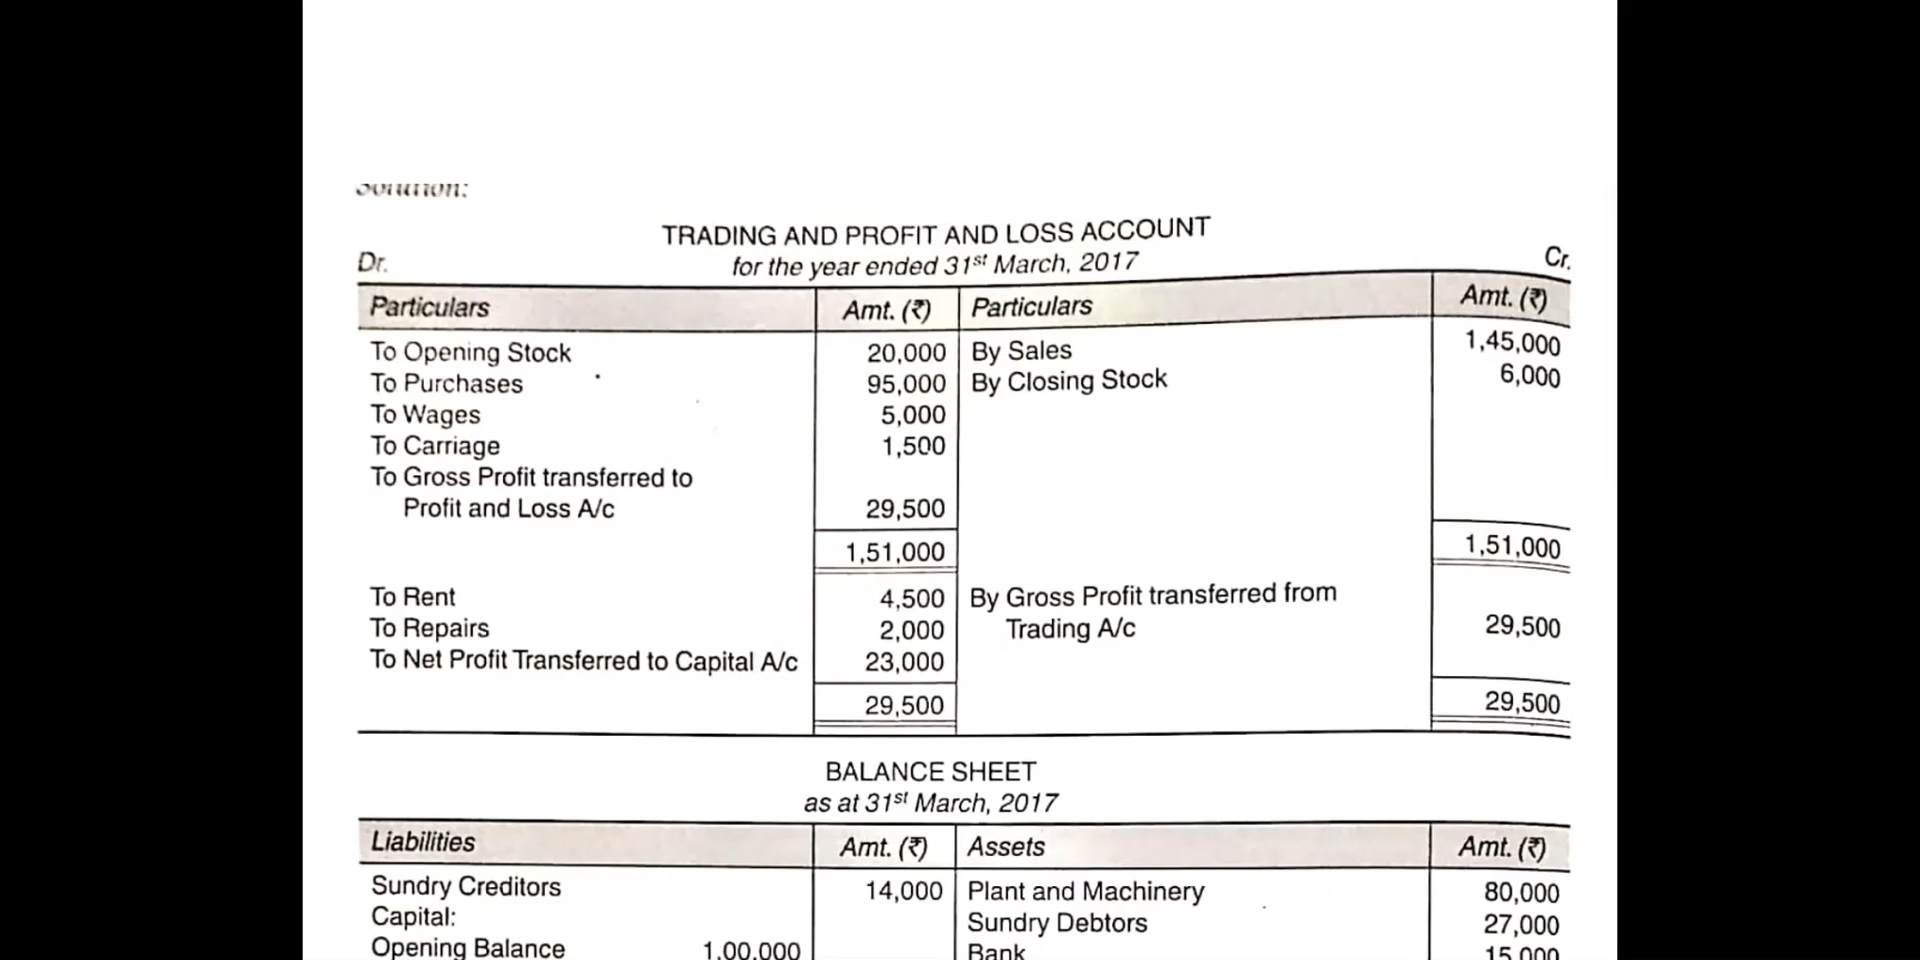 Solution:
TRADING AND PROFIT AND LOSS ACCOUNT
Dr. for the year ended 31st March, 2017 Cr.
Particulars Amt. (₹) Particulars Amt. (₹)
To Opening Stock 20,000 By Sales 1,45,000
To Purchases 95,000 By Closing Stock 6,000
To Wages 5,000
To Carriage 1,500
To Gross Profit transferred to
Profit and Loss A/c 29,500
1,51,000 1,51,000
To Rent 4,500 By Gross Profit transferred from
To Repairs 2,000 Trading A/c 29,500
To Net Profit Transferred to Capital A/c 23,000
29,500 29,500
BALANCE SHEET
as at 31st March, 2017
Liabilities Amt. (₹) Assets Amt. (₹)
Sundry Creditors 14,000 Plant and Machinery 80,000
Capital: Sundry Debtors 27,000
Opening Balance 1,00,000 Bank 15,000